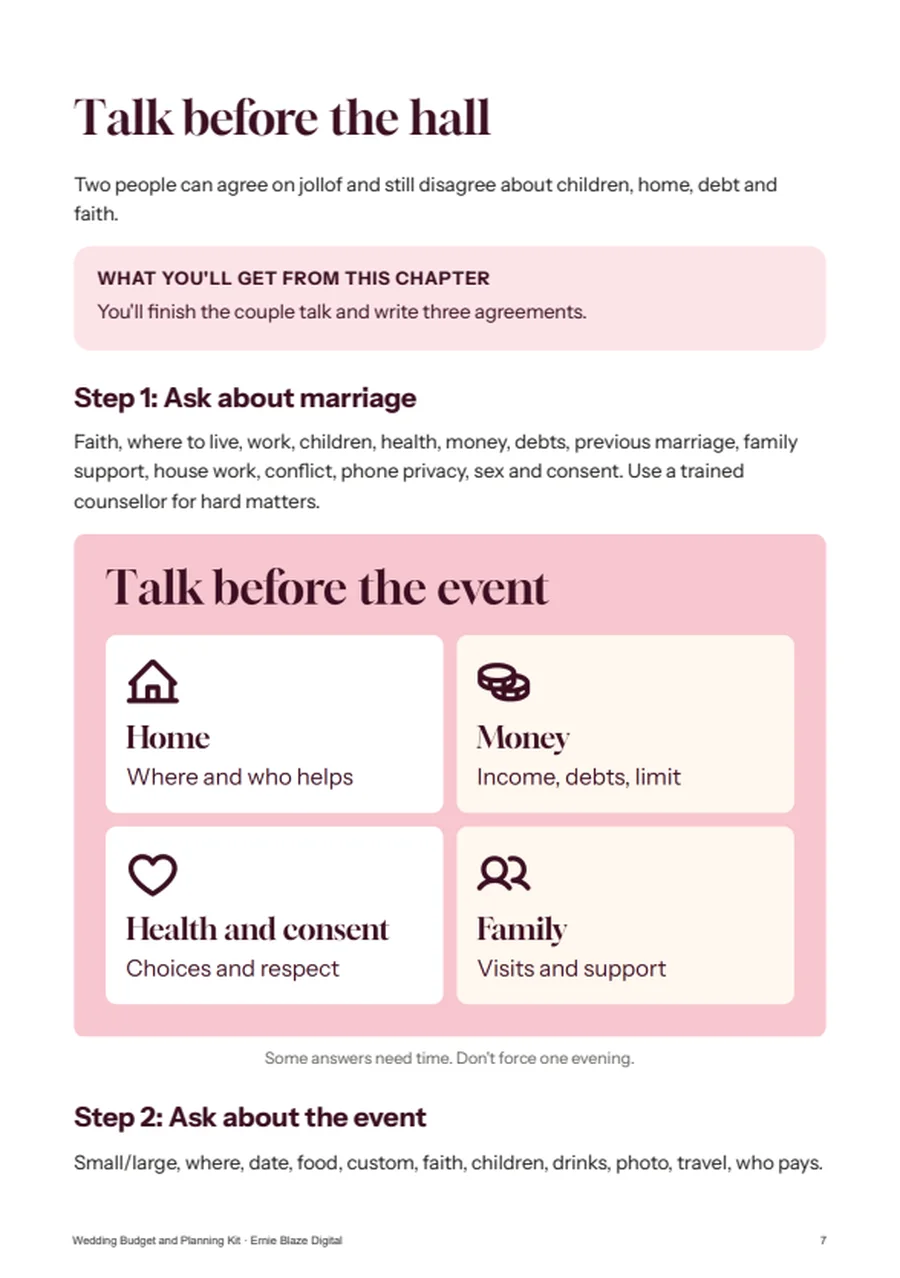 Talk before the hall
Two people can agree on jollof and still disagree about children, home, debt and
faith.
WHAT YOU'LL GET FROM THIS CHAPTER
You'll finish the couple talk and write three agreements.
Step 1: Ask about marriage
Faith, where to live, work, children, health, money, debts, previous marriage, family
support, house work, conflict, phone privacy, sex and consent. Use a trained
counsellor for hard matters.
Talk before the event
Home
Where and who helps
Money
Income, debts, limit
Health and consent
Choices and respect
Family
Visits and support
Some answers need time. Don't force one evening.
Step 2: Ask about the event
Small/large, where, date, food, custom, faith, children, drinks, photo, travel, who pays.
Wedding Budget and Planning Kit · Ernie Blaze Digital
7